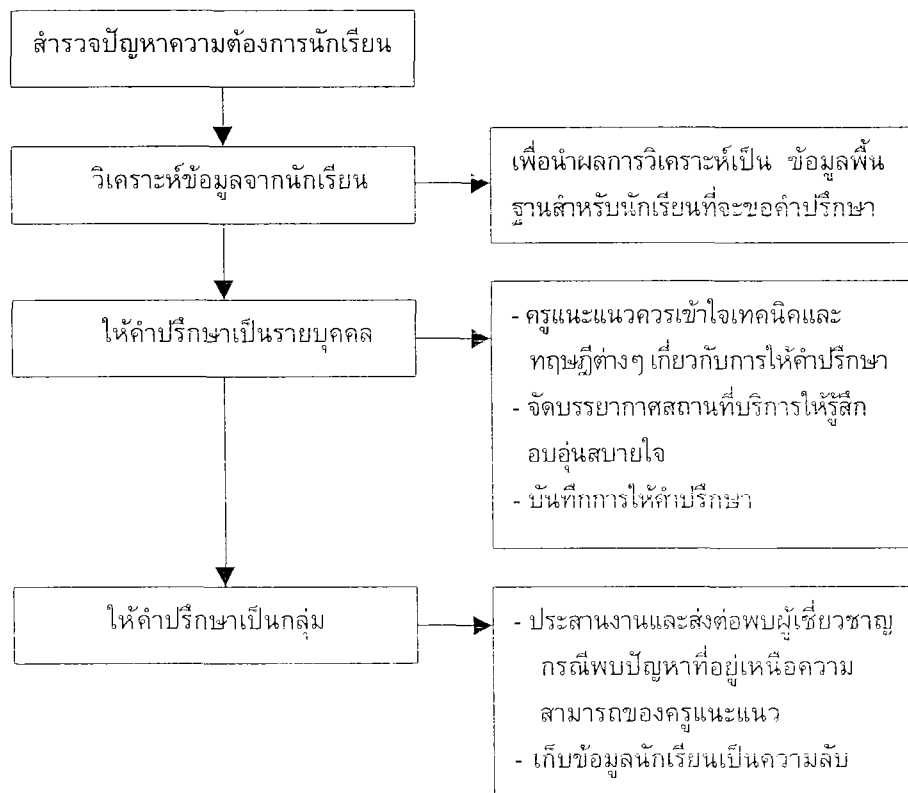 สำรวจปัญหาความต้องการนักเรียน
วิเคราะห์ข้อมูลจากนักเรียน
เพื่อนำผลการวิเคราะห์เป็น ข้อมูลพื้น
ฐานสำหรับนักเรียนที่จะขอคำปรึกษา
ให้คำปรึกษาเป็นรายบุคคล
- ครูแนะแนวควรเข้าใจเทคนิคและ
ทฤษฎีต่างๆ เกี่ยวกับการให้คำปรึกษา
- จัดบรรยากาศสถานที่บริการให้รู้สึก
อบอุ่นสบายใจ
- บันทึกการให้คำปรึกษา
ให้คำปรึกษาเป็นกลุ่ม
- ประสานงานและส่งต่อพบผู้เชี่ยวชาญ
กรณีพบปัญหาที่อยู่เหนือความ
สามารถของครูแนะแนว
- เก็บข้อมูลนักเรียนเป็นความลับ